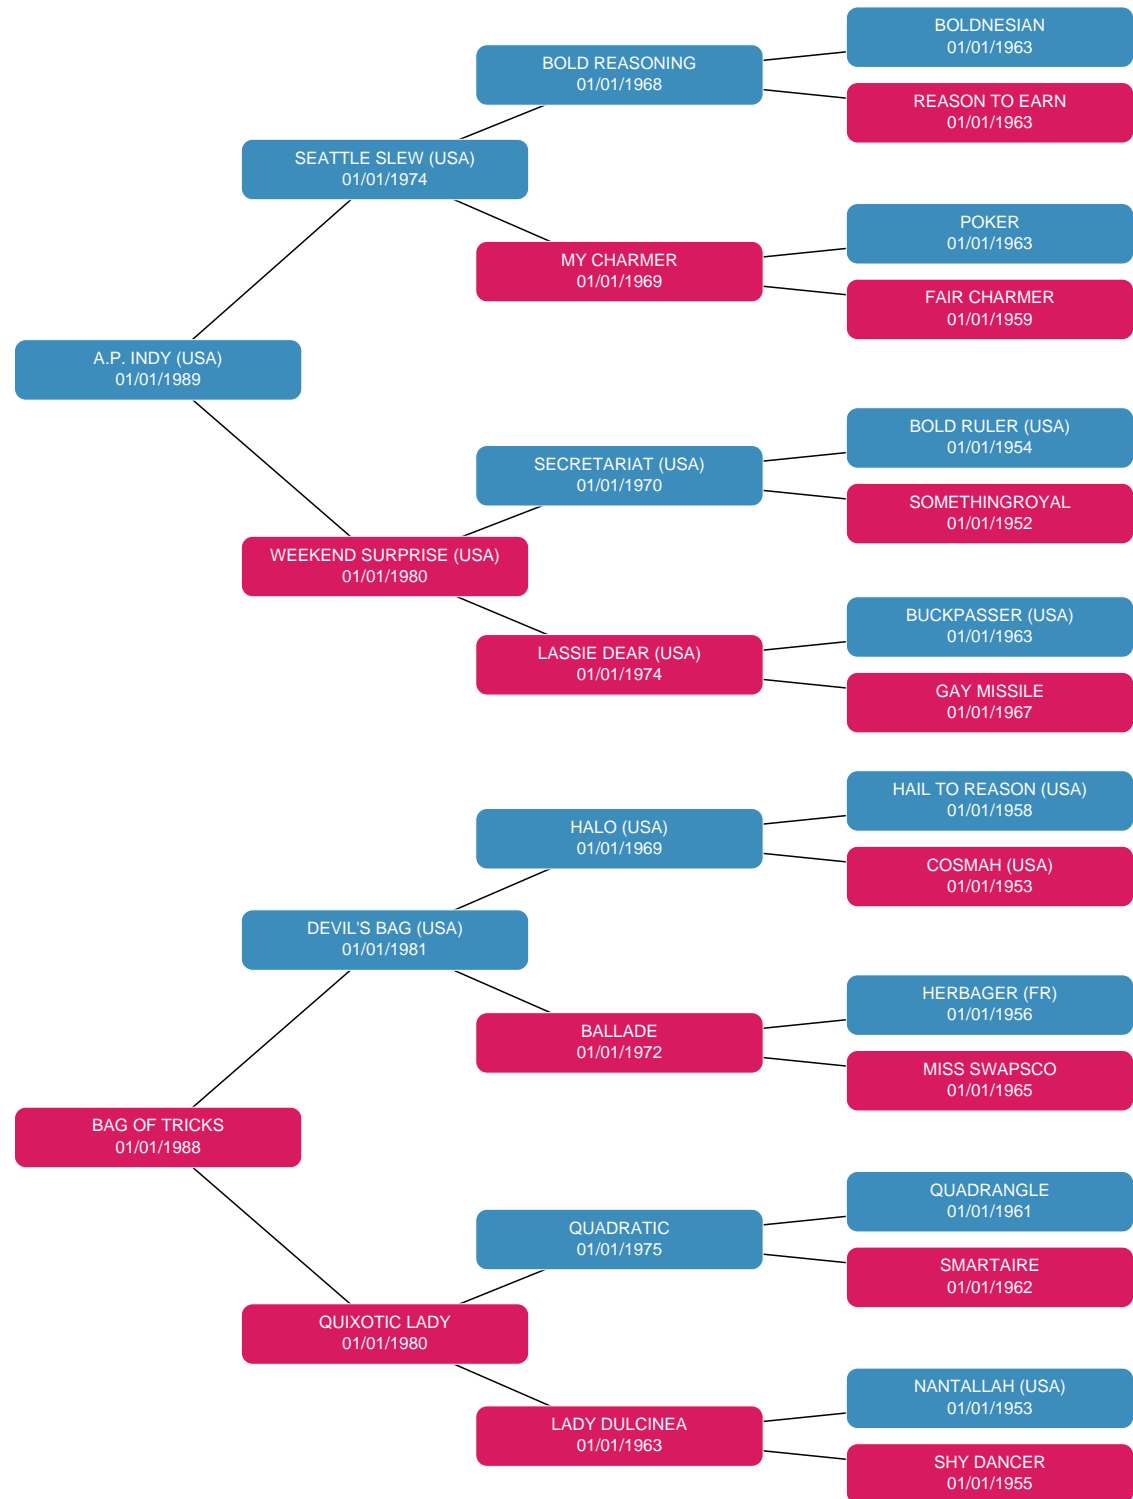 BOLDNESIAN
01/01/1963
BOLD REASONING
01/01/1968
REASON TO EARN
01/01/1963
SEATTLE SLEW (USA)
01/01/1974
POKER
01/01/1963
MY CHARMER
01/01/1969
FAIR CHARMER
01/01/1959
A.P. INDY (USA)
01/01/1989
BOLD RULER (USA)
01/01/1954
SECRETARIAT (USA)
01/01/1970
SOMETHINGROYAL
01/01/1952
WEEKEND SURPRISE (USA)
01/01/1980
BUCKPASSER (USA)
01/01/1963
LASSIE DEAR (USA)
01/01/1974
GAY MISSILE
01/01/1967
HAIL TO REASON (USA)
01/01/1958
HALO (USA)
01/01/1969
COSMAH (USA)
01/01/1953
DEVIL'S BAG (USA)
01/01/1981
HERBAGER (FR)
01/01/1956
BALLADE
01/01/1972
MISS SWAPSCO
01/01/1965
BAG OF TRICKS
01/01/1988
QUADRANGLE
01/01/1961
QUADRATIC
01/01/1975
SMARTAIRE
01/01/1962
QUIXOTIC LADY
01/01/1980
NANTALLAH (USA)
01/01/1953
LADY DULCINEA
01/01/1963
SHY DANCER
01/01/1955